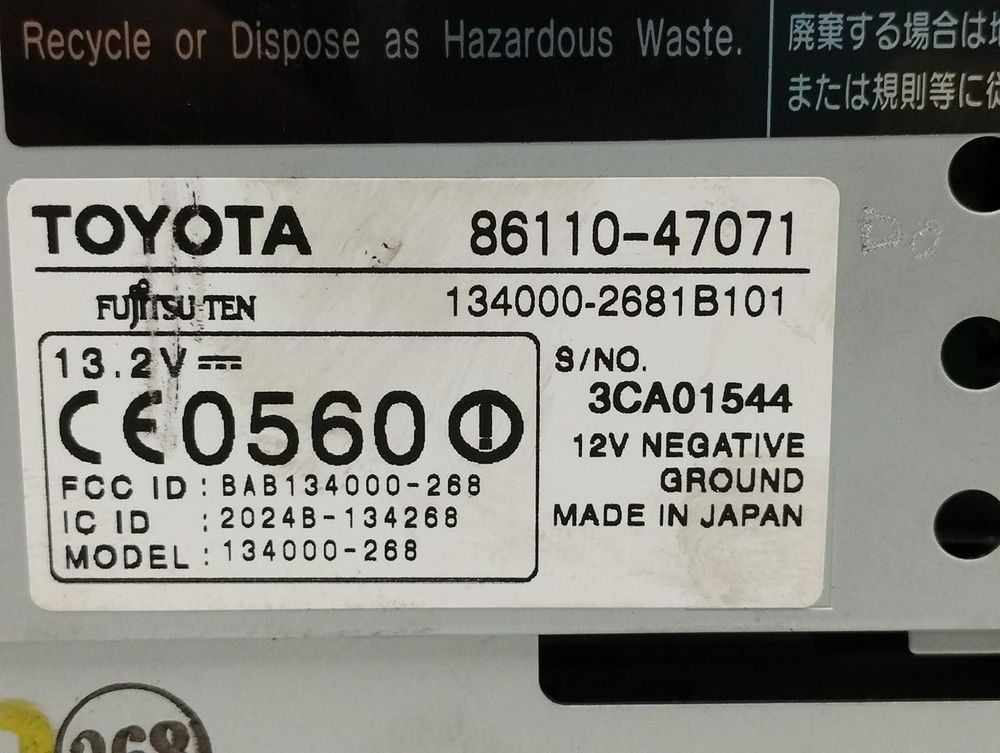 Recycle or Dispose as Hazardous Waste.
廃棄する場合は
または規則等に従
TOYOTA 86110-47071
FUJITSU TEN 134000-2681B101
13.2V
CE0560
FCC ID : BAB134000-268
IC ID : 2024B-134268
MODEL : 134000-268
S/NO.
3CA01544
12V NEGATIVE
GROUND
MADE IN JAPAN
268